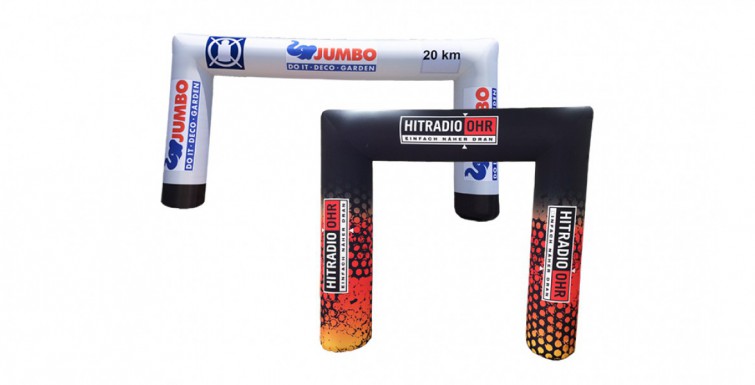 JUMBO
DO IT · DECO · GARDEN
20 km
JUMBO
DO IT · DECO · GARDEN
HITRADIO OHR
EINFACH NÄHER DRAN
HITRADIO OHR
EINFACH NÄHER DRAN
HITRADIO OHR
EINFACH NÄHER DRAN